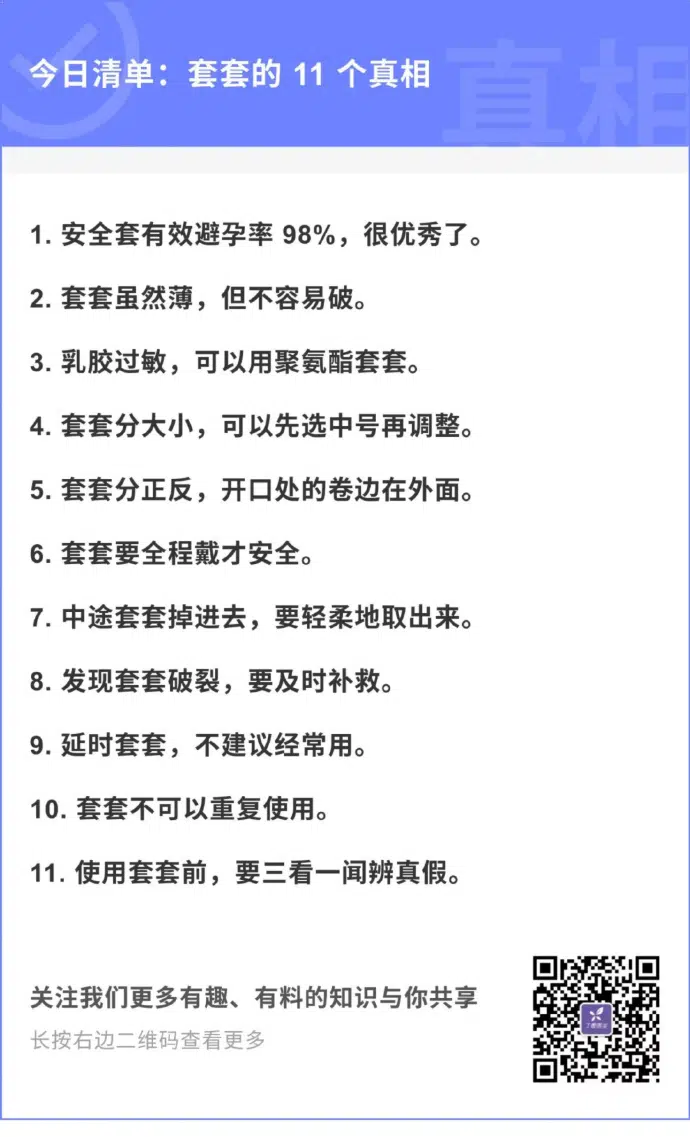 今日清单：套套的 11 个真相
真相
1. 安全套有效避孕率 98%，很优秀了。
2. 套套虽然薄，但不容易破。
3. 乳胶过敏，可以用聚氨酯套套。
4. 套套分大小，可以先选中号再调整。
5. 套套分正反，开口处的卷边在外面。
6. 套套要全程戴才安全。
7. 中途套套掉进去，要轻柔地取出来。
8. 发现套套破裂，要及时补救。
9. 延时套套，不建议经常用。
10. 套套不可以重复使用。
11. 使用套套前，要三看一闻辨真假。
关注我们更多有趣、有料的知识与你共享
长按右边二维码查看更多